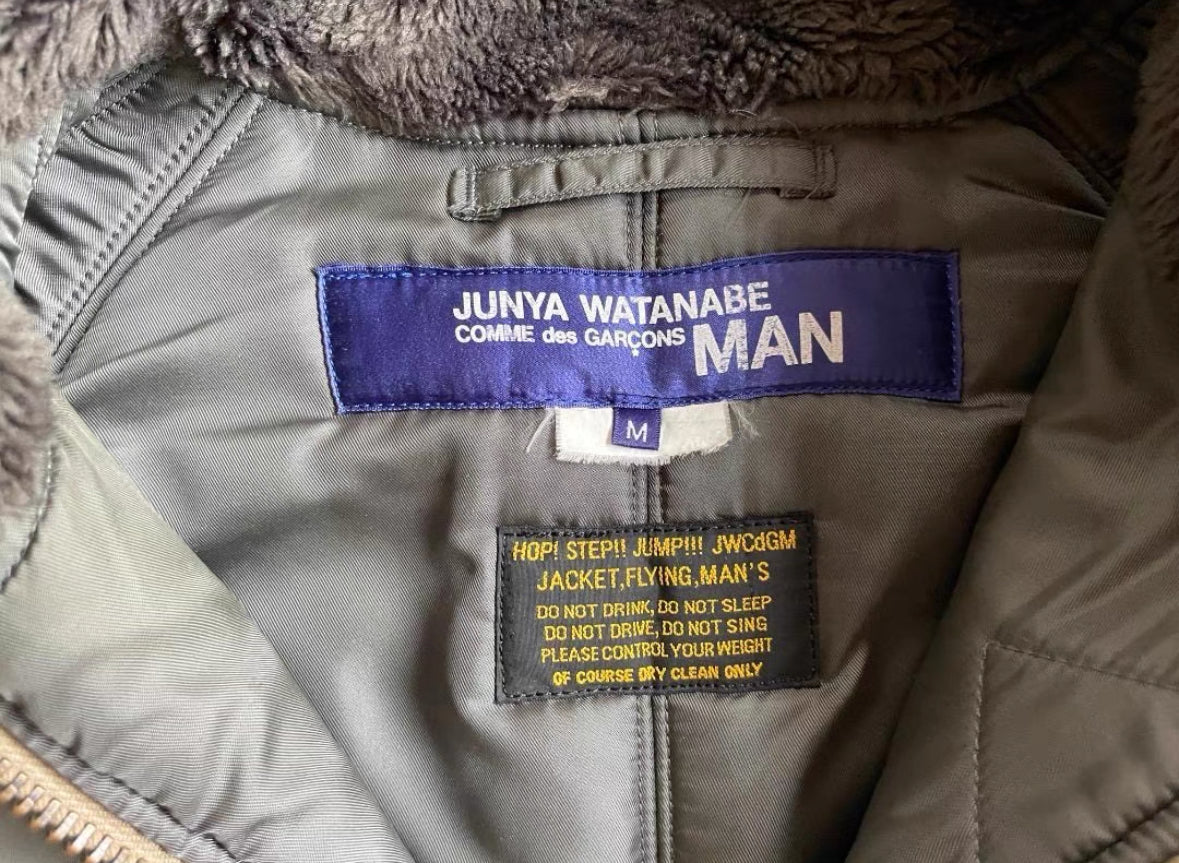 JUNYA WATANABE
COMME des GARÇONS MAN
M
HOP! STEP!! JUMP!!! JWCdGM
JACKET,FLYING,MAN'S
DO NOT DRINK, DO NOT SLEEP
DO NOT DRIVE, DO NOT SING
PLEASE CONTROL YOUR WEIGHT
OF COURSE DRY CLEAN ONLY